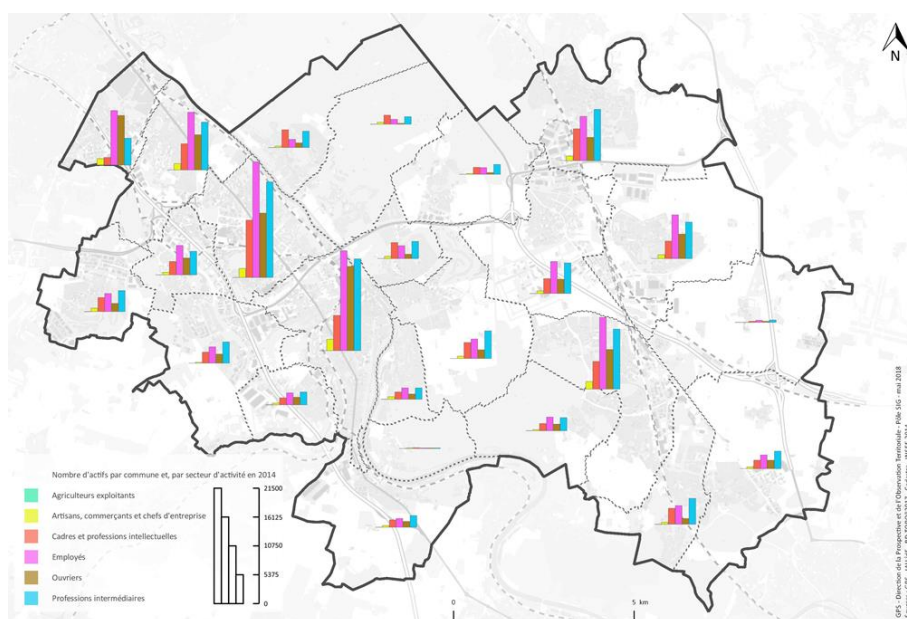 N
Nombre d'actifs par commune et, par secteur d'activité en 2014
Agriculteurs exploitants
Artisans, commerçants et chefs d'entreprise
Cadres et professions intellectuelles
Employés
Ouvriers
Professions intermédiaires
21500
16125
10750
5375
0
0
5 km
GPS - Direction de la Prospective et de l'Observation Territoriale - Pôle SIG - mai 2018